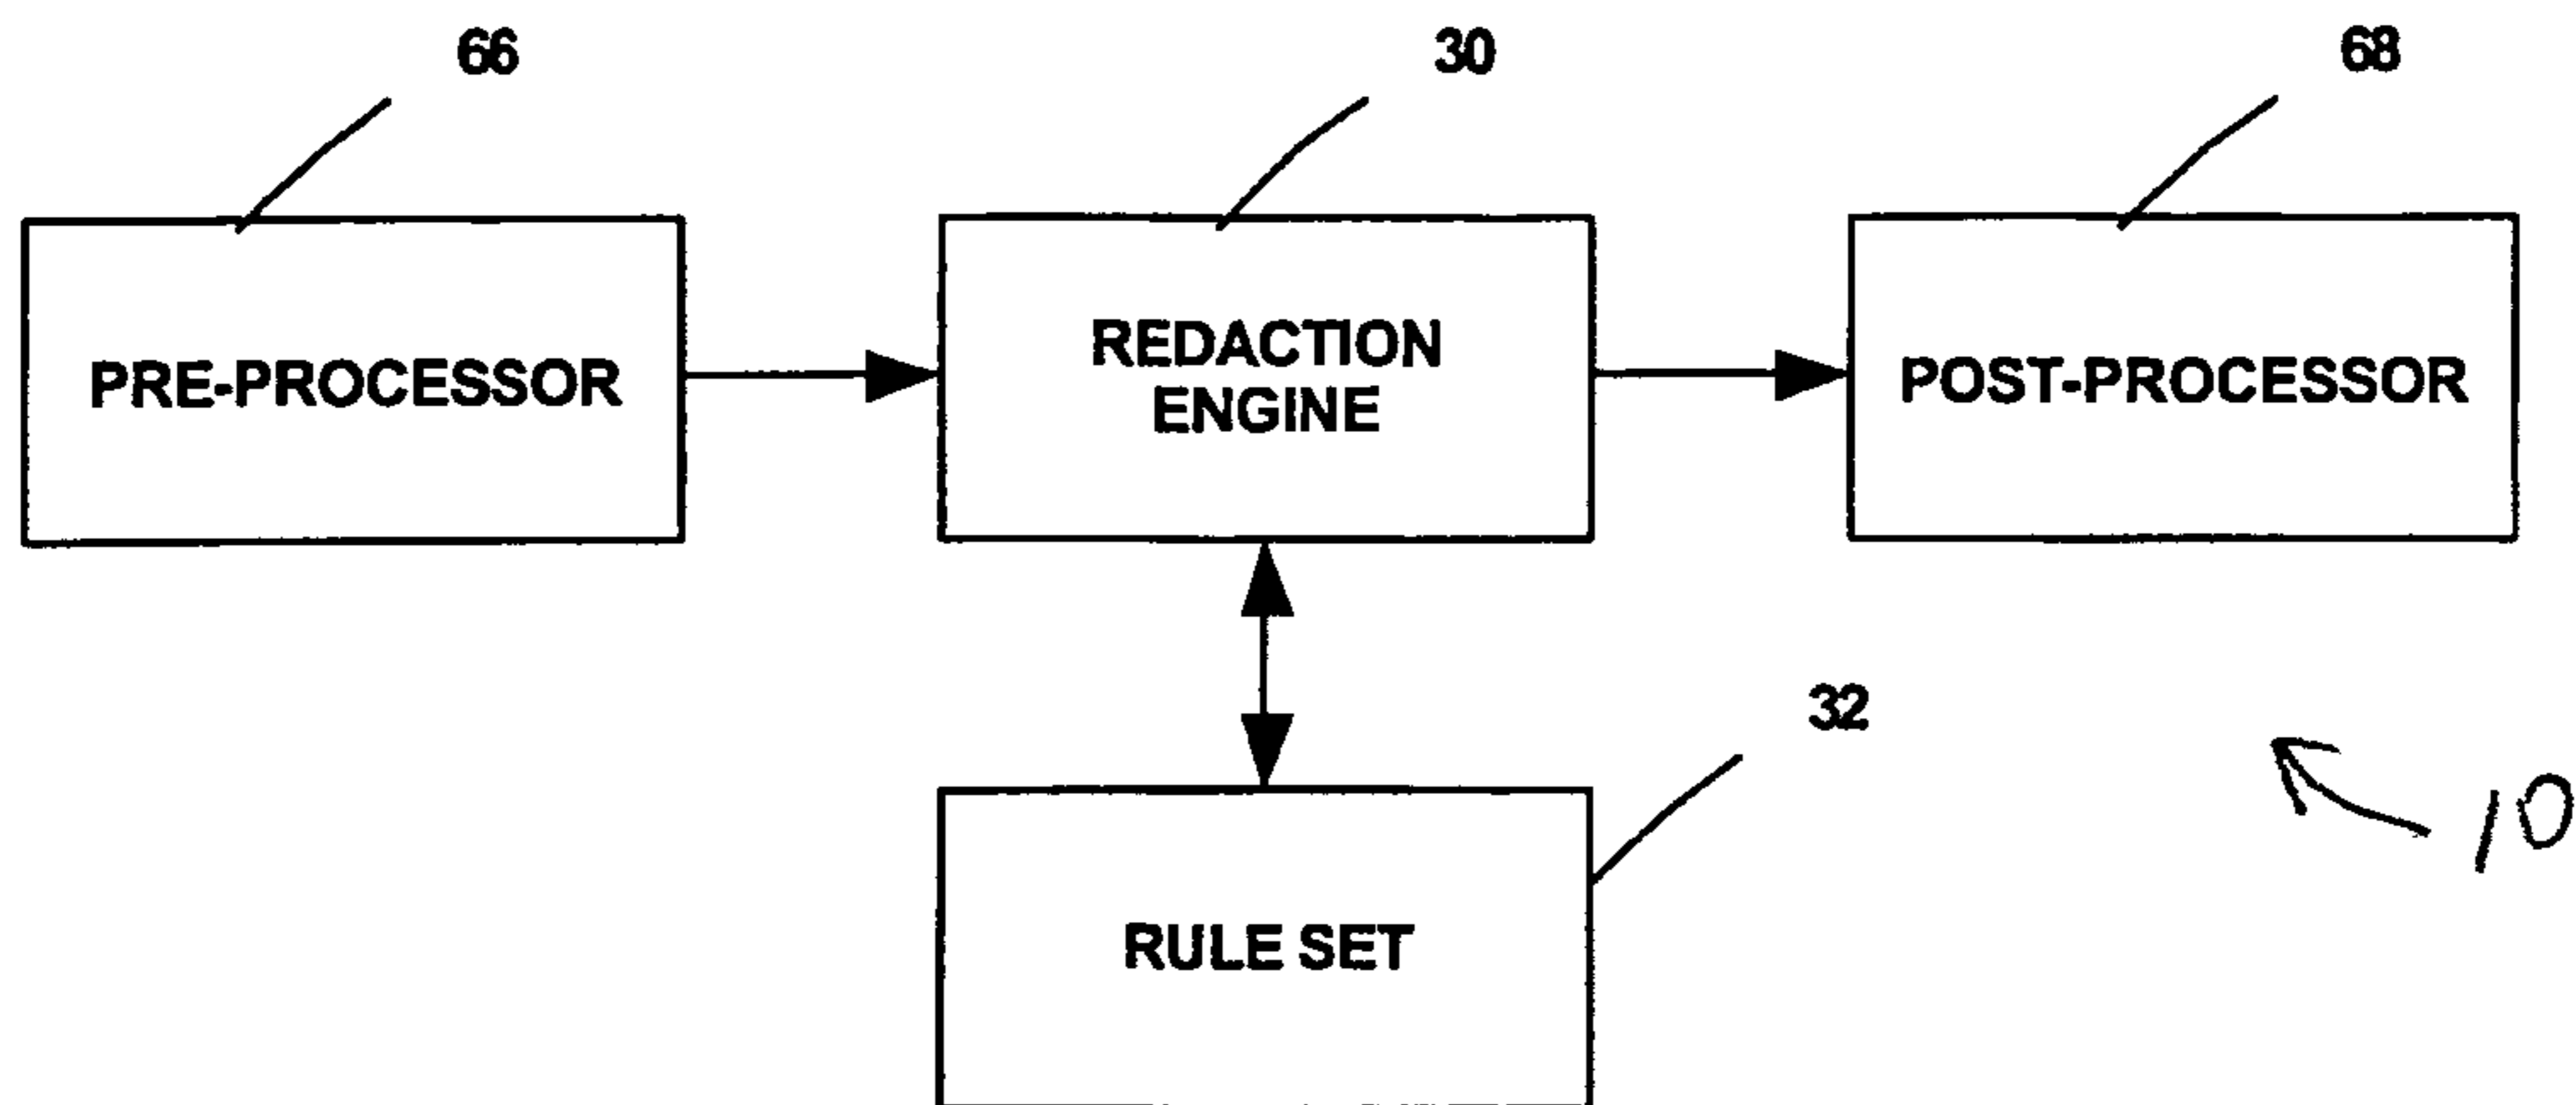 66
30
68
PRE-PROCESSOR
REDACTION
ENGINE
POST-PROCESSOR
32
10
RULE SET